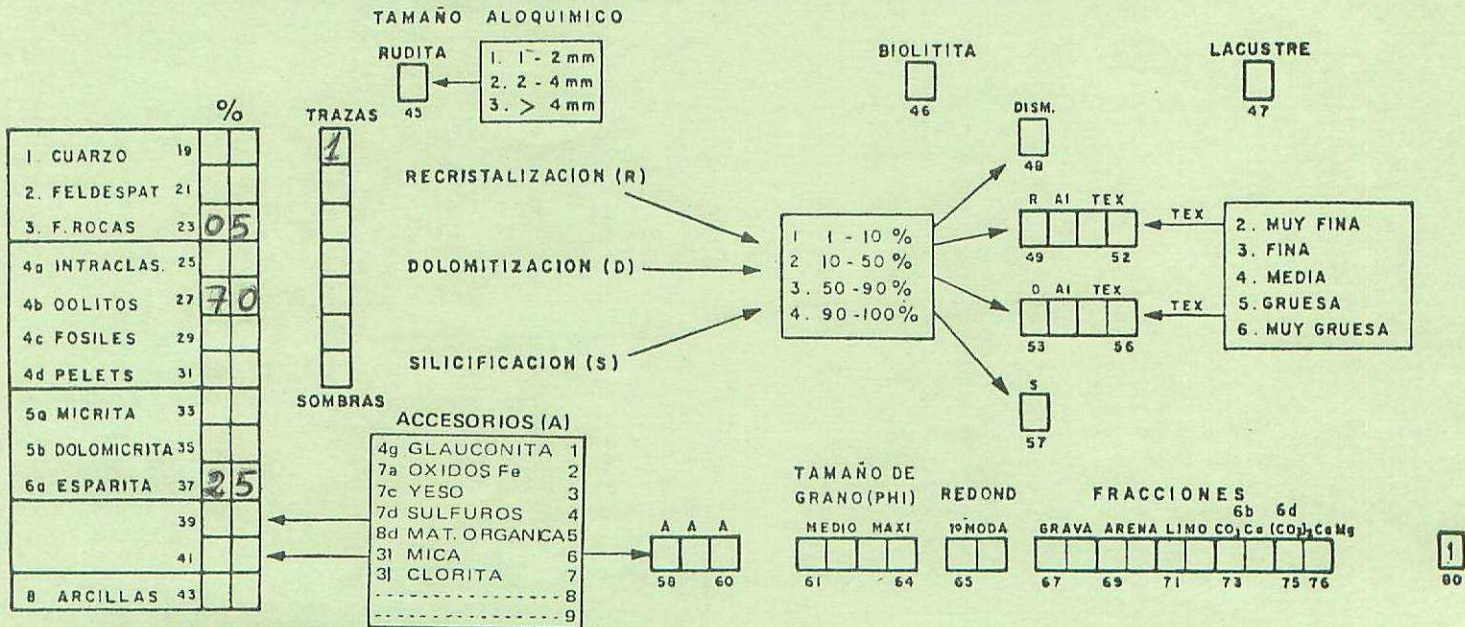 TAMAÑO ALOQUIMICO
RUDITA
45
1. 1 - 2 mm
2. 2 - 4 mm
3. > 4 mm
BIOLITITA
46
LACUSTRE
47
%
1. CUARZO 19
2. FELDESPAT 21
3. F. ROCAS 23 05
4a INTRACLAS. 25
4b OOLITOS 27 70
4c FOSILES 29
4d PELETS 31
5a MICRITA 33
5b DOLOMICRITA 35
6a ESPARITA 37 25
39
41
8 ARCILLAS 43
TRAZAS
1
SOMBRAS
RECRISTALIZACION (R)
DOLOMITIZACION (D)
SILICIFICACION (S)
1 1 - 10 %
2 10 - 50 %
3. 50 - 90 %
4. 90 - 100 %
DISM.
48
R A1 TEX
49 52
D A1 TEX
53 56
S
57
TEX
TEX
2. MUY FINA
3. FINA
4. MEDIA
5. GRUESA
6. MUY GRUESA
ACCESORIOS (A)
4g GLAUCONITA 1
7a OXIDOS Fe 2
7c YESO 3
7d SULFUROS 4
8d MAT. ORGANICA 5
3i MICA 6
3j CLORITA 7
-------------- 8
-------------- 9
A A A
58 60
TAMAÑO DE
GRANO (PHI)
MEDIO MAXI
61 64
REDOND
1º MODA
65
FRACCIONES
6b 6d
GRAVA ARENA LIMO CO3Ca (CO3)2CaMg
67 69 71 73 75 76
1
80